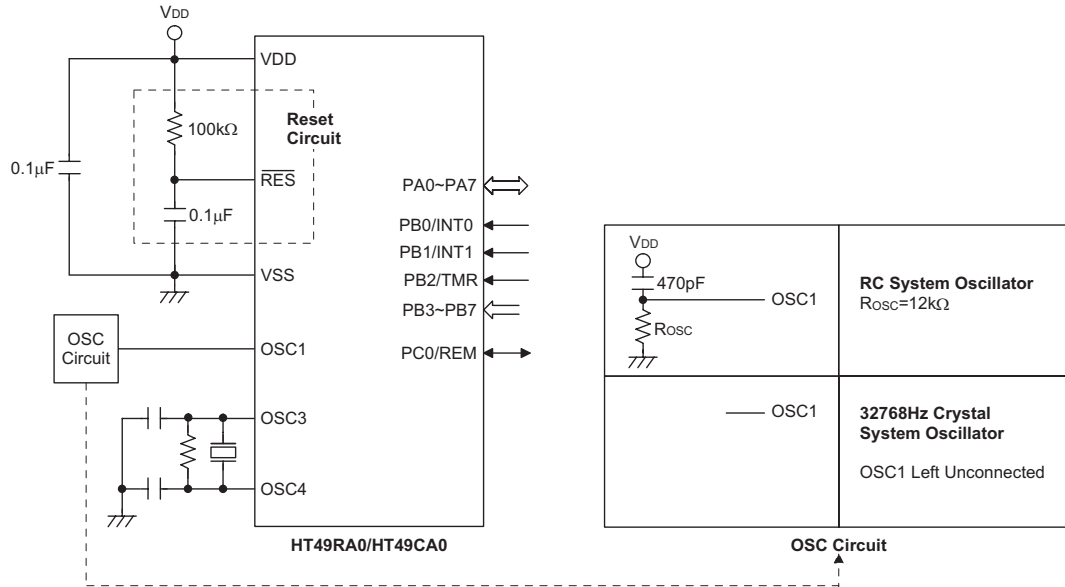 VDD
VDD
Reset
Circuit
100kΩ
0.1μF
RES
0.1μF
VSS
OSC
Circuit
OSC1
OSC3
OSC4
PA0~PA7
PB0/INT0
PB1/INT1
PB2/TMR
PB3~PB7
PC0/REM
HT49RA0/HT49CA0
VDD
470pF
OSC1
ROSC
RC System Oscillator
ROSC=12kΩ
OSC1
32768Hz Crystal
System Oscillator
OSC1 Left Unconnected
OSC Circuit